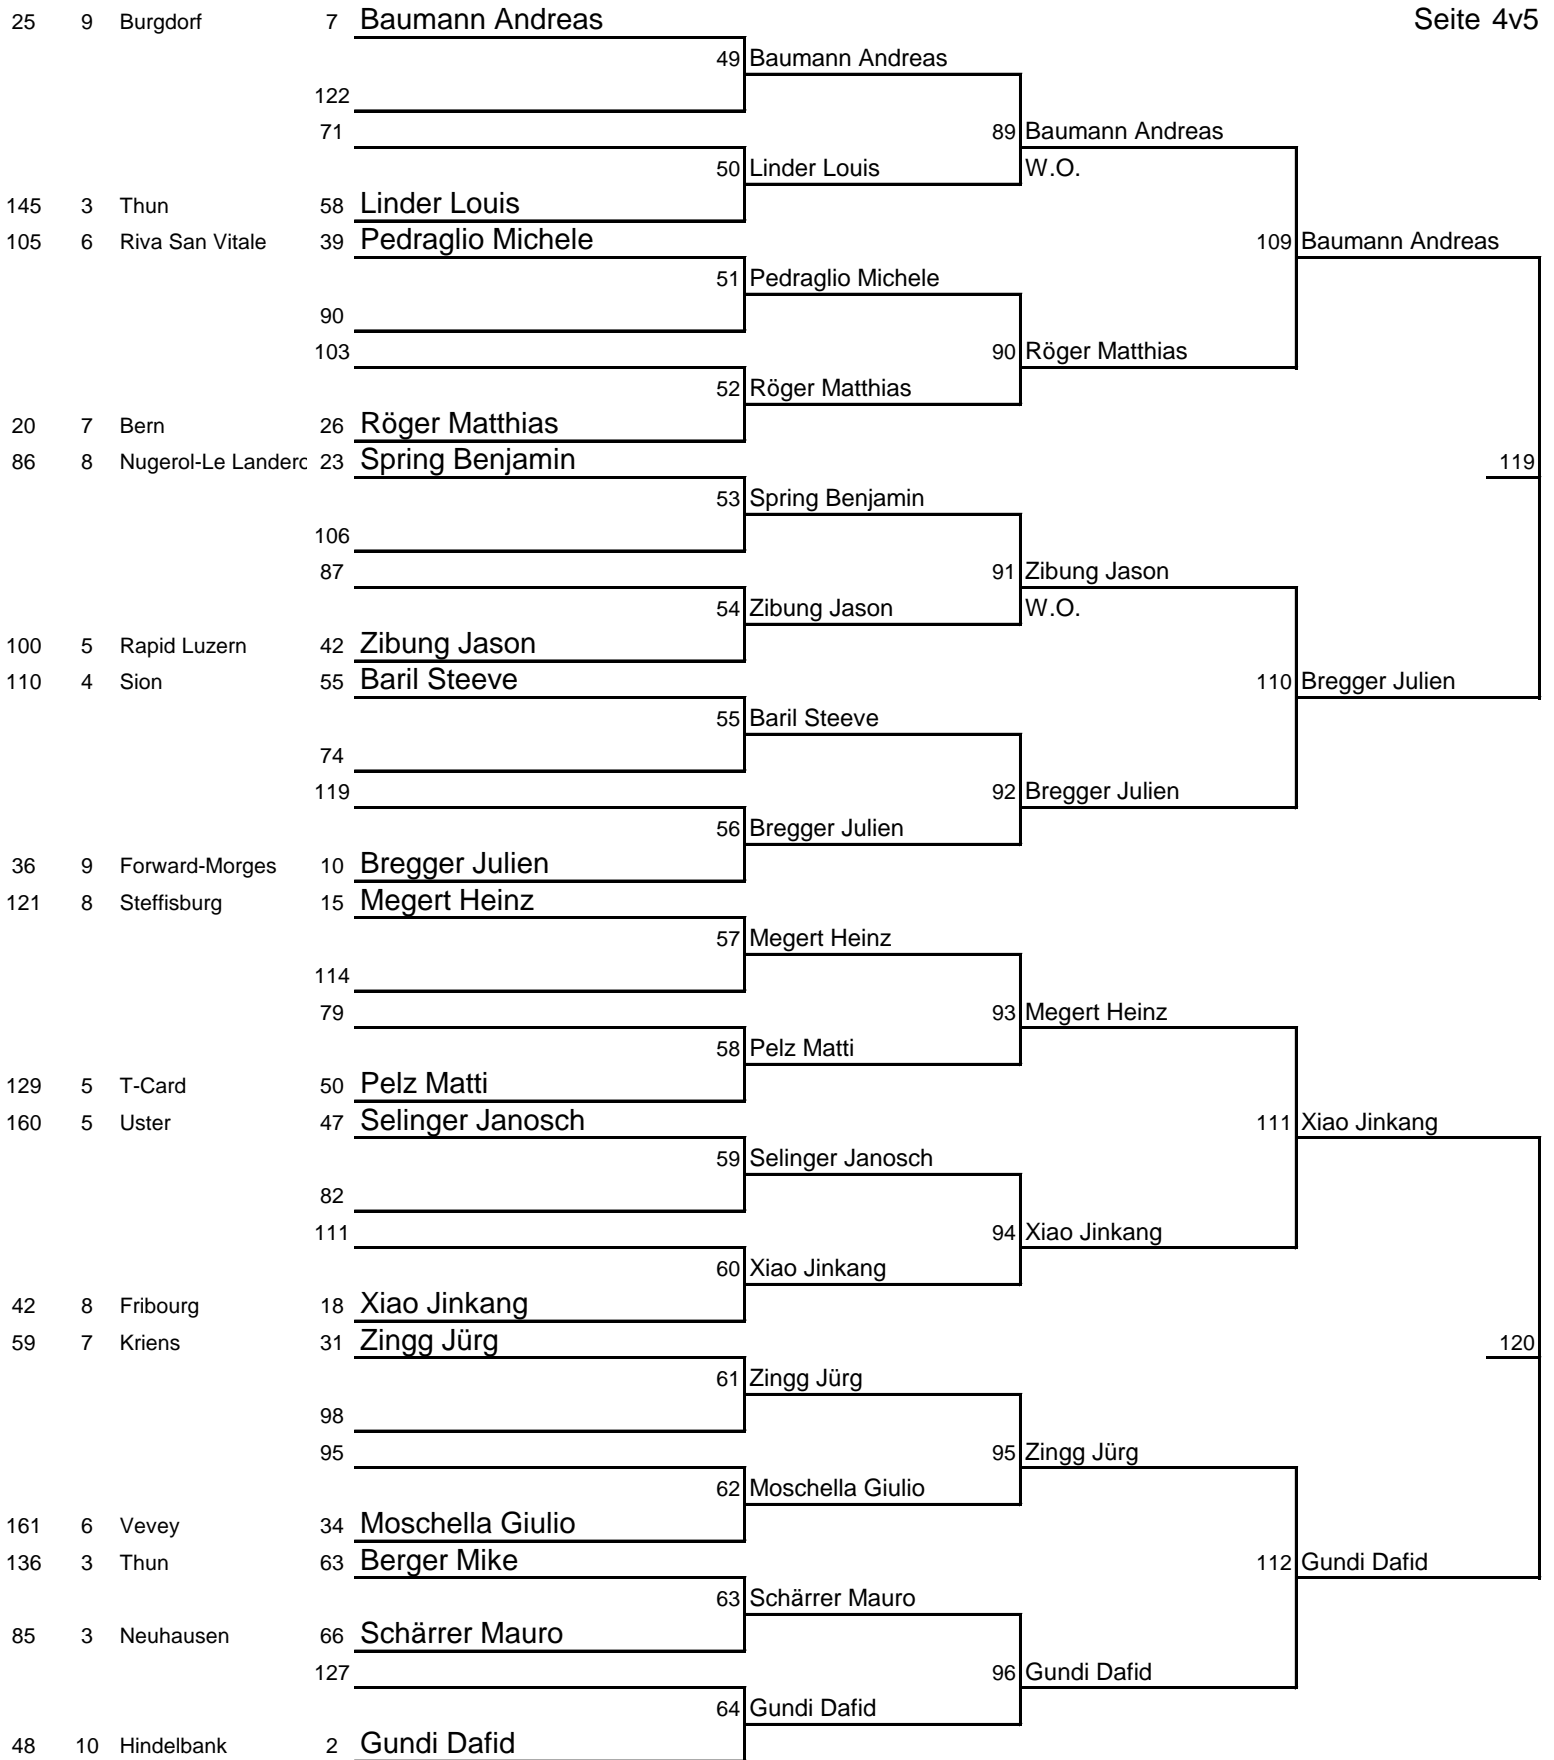 25 9 Burgdorf 7 Baumann Andreas Seite 4v5
49 Baumann Andreas
122
71 89 Baumann Andreas
50 Linder Louis W.O.
145 3 Thun 58 Linder Louis
105 6 Riva San Vitale 39 Pedraglio Michele 109 Baumann Andreas
51 Pedraglio Michele
90
103 90 Röger Matthias
52 Röger Matthias
20 7 Bern 26 Röger Matthias
86 8 Nugerol-Le Landerc 23 Spring Benjamin 119
53 Spring Benjamin
106
87 91 Zibung Jason
54 Zibung Jason W.O.
100 5 Rapid Luzern 42 Zibung Jason
110 4 Sion 55 Baril Steeve 110 Bregger Julien
55 Baril Steeve
74
119 92 Bregger Julien
56 Bregger Julien
36 9 Forward-Morges 10 Bregger Julien
121 8 Steffisburg 15 Megert Heinz
57 Megert Heinz
114
79 93 Megert Heinz
58 Pelz Matti
129 5 T-Card 50 Pelz Matti
160 5 Uster 47 Selinger Janosch 111 Xiao Jinkang
59 Selinger Janosch
82
111 94 Xiao Jinkang
60 Xiao Jinkang
42 8 Fribourg 18 Xiao Jinkang
59 7 Kriens 31 Zingg Jürg 120
61 Zingg Jürg
98
95 95 Zingg Jürg
62 Moschella Giulio
161 6 Vevey 34 Moschella Giulio
136 3 Thun 63 Berger Mike 112 Gundi Dafid
63 Schärrer Mauro
85 3 Neuhausen 66 Schärrer Mauro
127 96 Gundi Dafid
64 Gundi Dafid
48 10 Hindelbank 2 Gundi Dafid